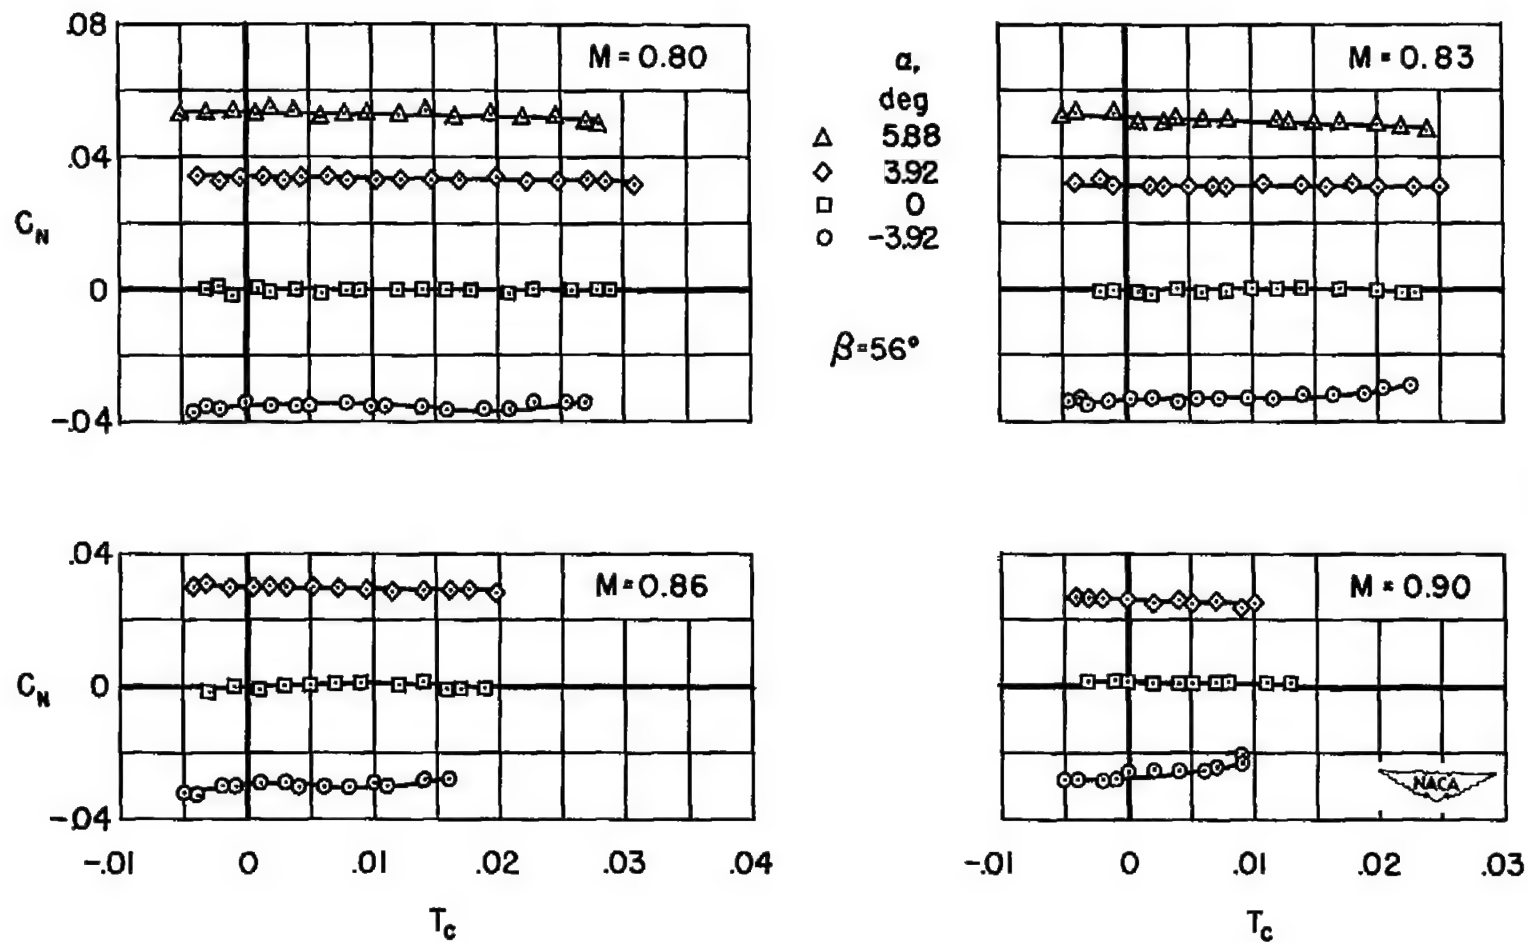 .08
M = 0.80
α,
deg
M = 0.83
△ 5.88
.04
◇ 3.92
□ 0
C_N
○ -3.92
0
β=56°
-.04
.04
M = 0.86
M = 0.90
C_N
0
NACA
-.04
-.01 0 .01 .02 .03 .04
-.01 0 .01 .02 .03
T_c
T_c